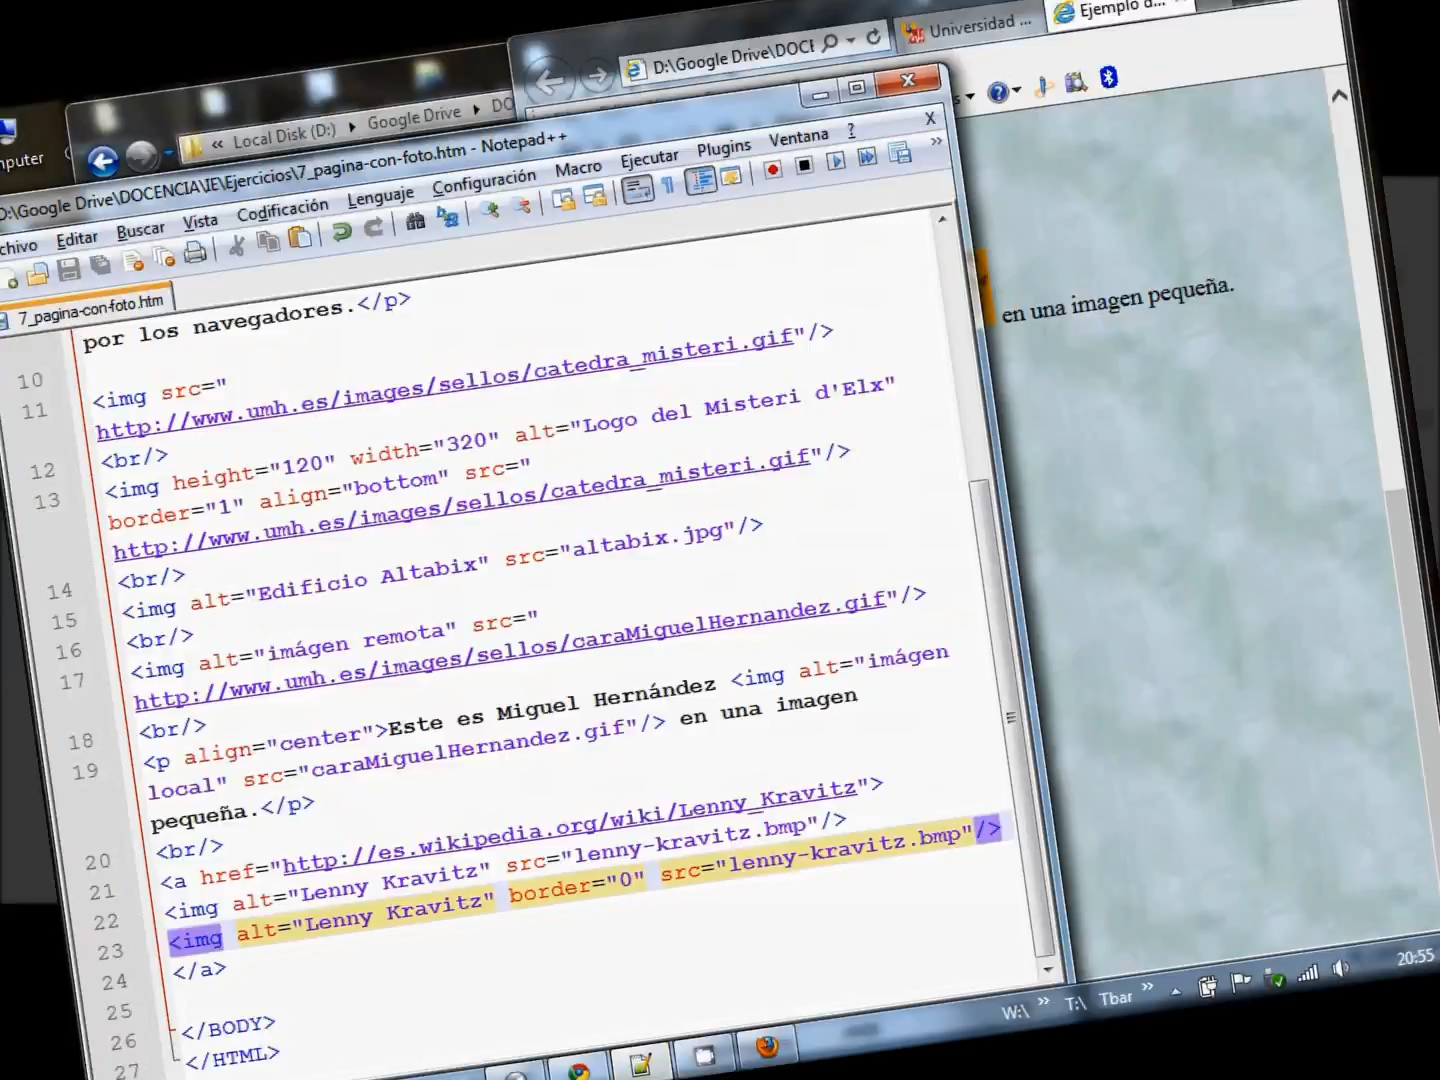 Universidad ...
Ejemplo d...
D:\Google Drive\DOCE
Local Disk (D:) Google Drive DO
nputer
D:\Google Drive\DOCENCIA\IE\Ejercicios\7_pagina-con-foto.htm - Notepad++
chivo Editar Buscar Vista Codificación Lenguaje Configuración Macro Ejecutar Plugins Ventana ? X
7_pagina-con-foto.htm
por los navegadores.</p>
10
11 <img src="
http://www.umh.es/images/sellos/catedra_misteri.gif"/>
12 <br/>
13 <img height="120" width="320" alt="Logo del Misteri d'Elx"
border="1" align="bottom" src="
http://www.umh.es/images/sellos/catedra_misteri.gif"/>
14 <br/>
15 <img alt="Edificio Altabix" src="altabix.jpg"/>
16 <br/>
17 <img alt="imágen remota" src="
http://www.umh.es/images/sellos/caraMiguelHernandez.gif"/>
18 <br/>
19 <p align="center">Este es Miguel Hernández <img alt="imágen
local" src="caraMiguelHernandez.gif"/> en una imagen
pequeña.</p>
20 <br/>
21 <a href="http://es.wikipedia.org/wiki/Lenny_Kravitz">
22 <img alt="Lenny Kravitz" src="lenny-kravitz.bmp"/>
23 <img alt="Lenny Kravitz" border="0" src="lenny-kravitz.bmp"/>
24 </a>
25
26 </BODY>
27 </HTML>
en una imagen pequeña.
W:\ » T:\ Tbar »
20:55